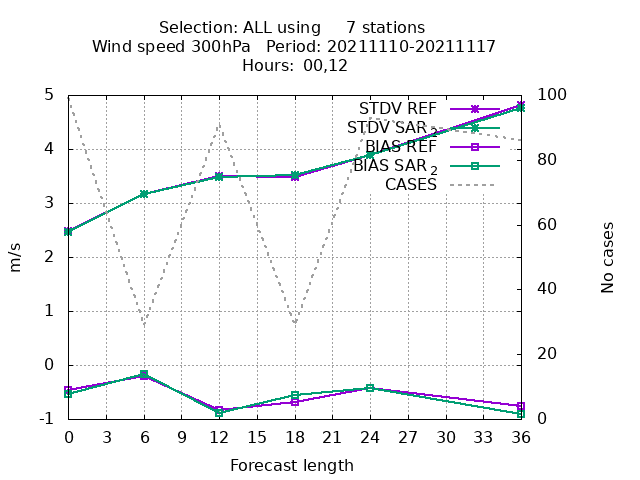 Selection: ALL using     7 stations
Wind speed 300hPa   Period: 20211110-20211117
Hours: 00,12
STDV REF
STDV SAR2
BIAS REF
BIAS SAR2
CASES
5
4
3
2
1
0
-1
m/s
100
80
60
40
20
0
No cases
0 3 6 9 12 15 18 21 24 27 30 33 36
Forecast length